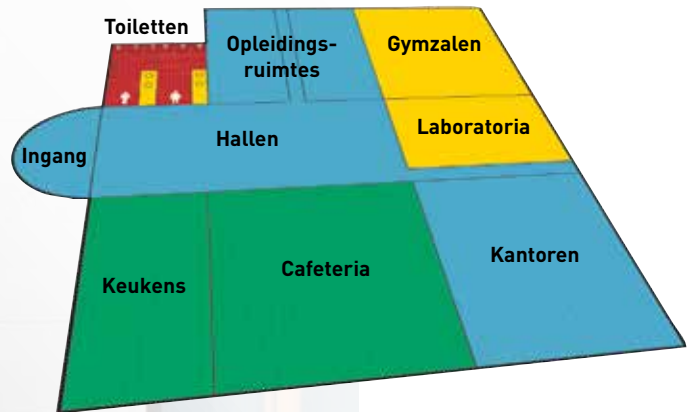 Toiletten
Opleidings-
ruimtes
Gymzalen
Ingang
Hallen
Laboratoria
Keukens
Cafeteria
Kantoren